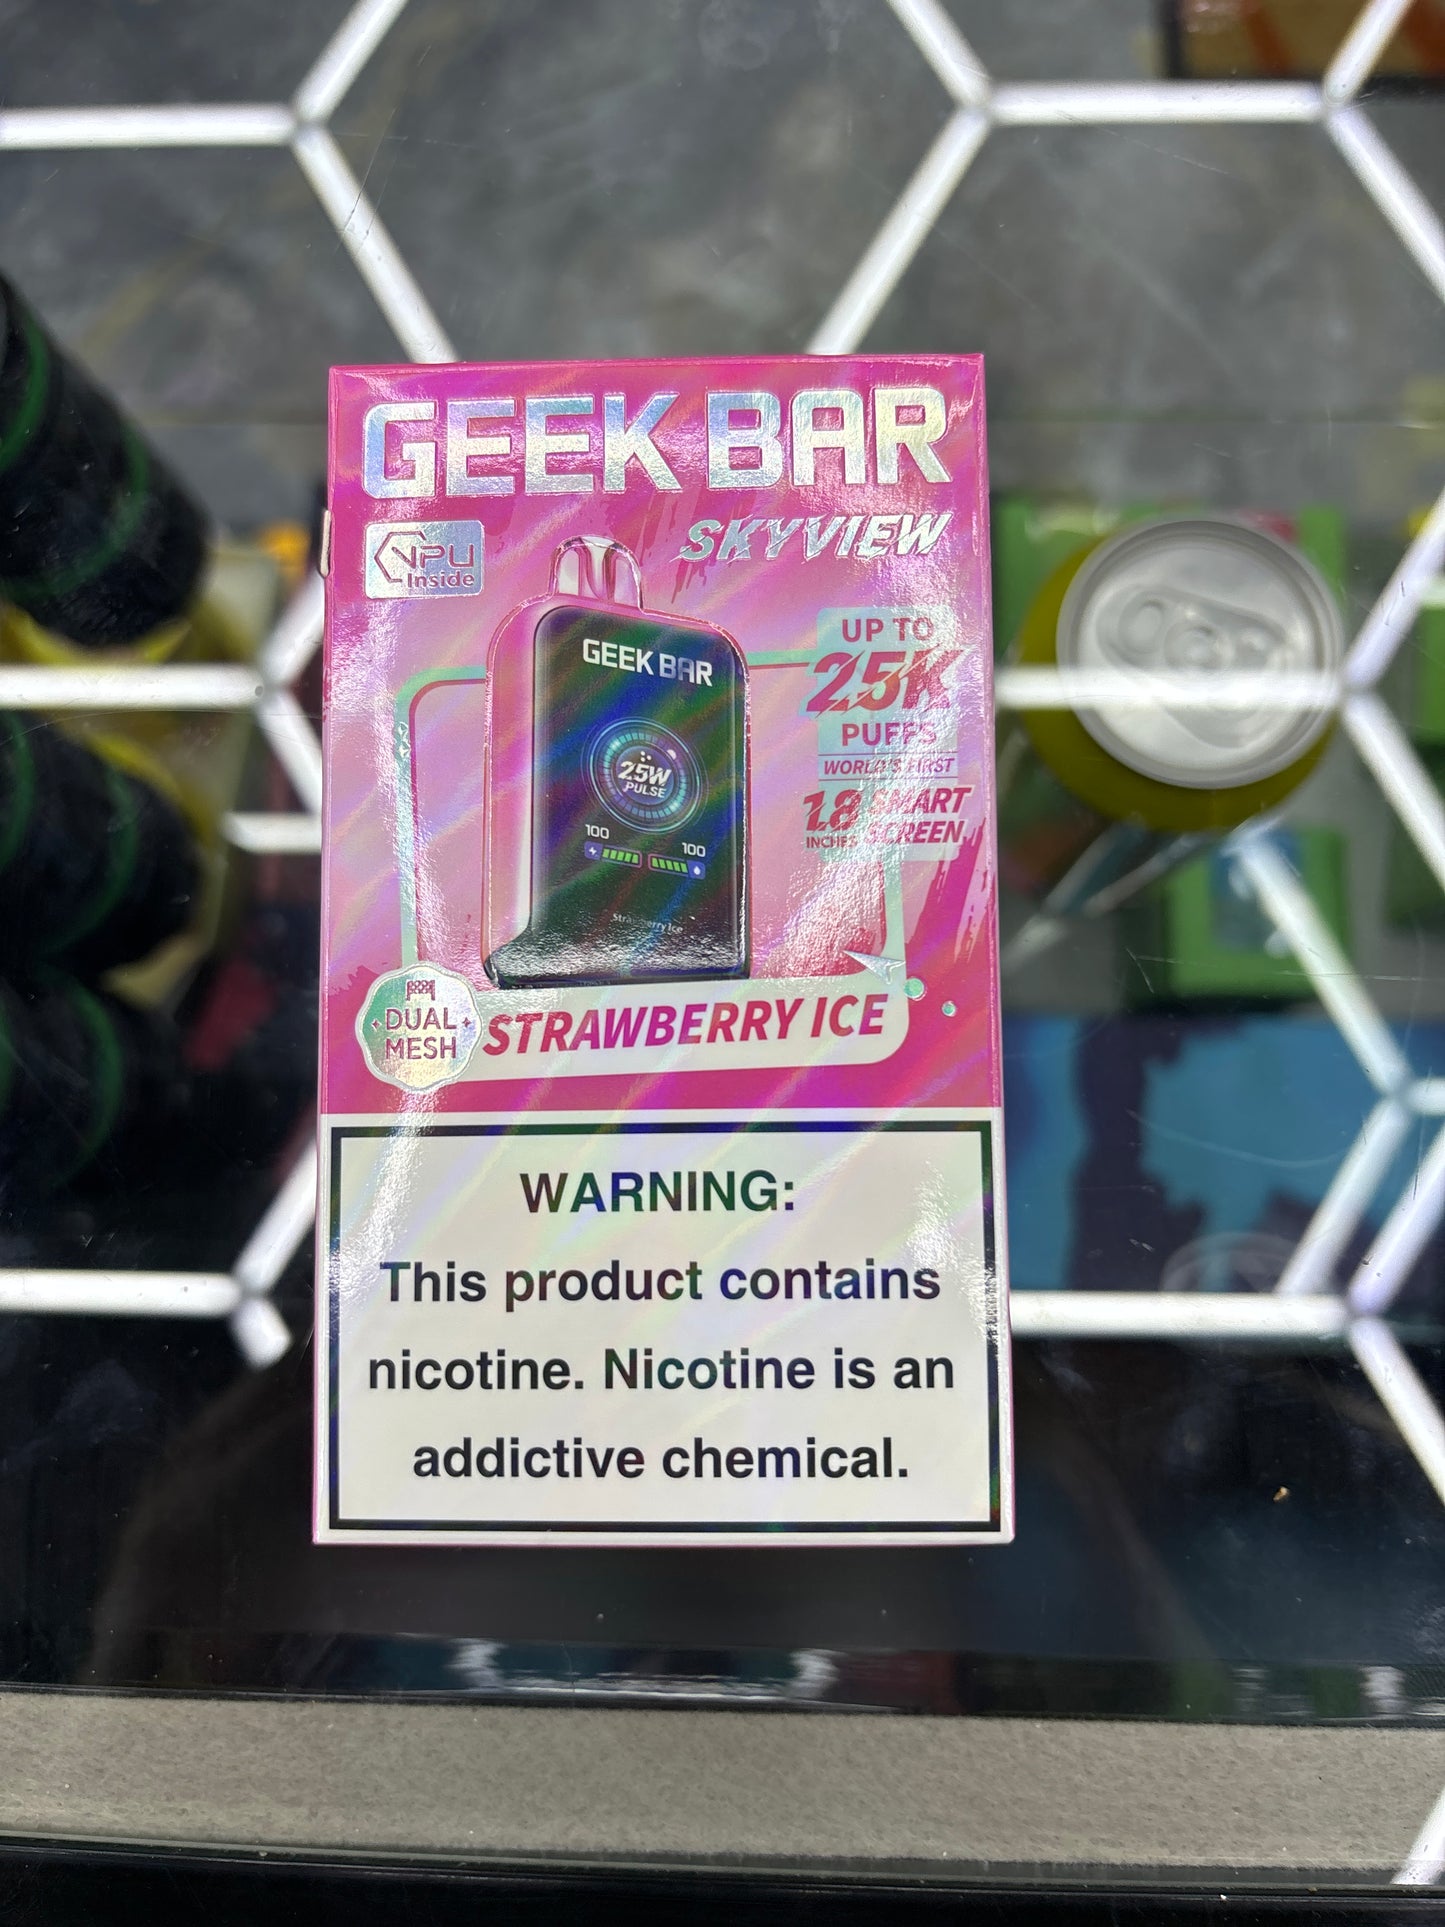 GEEK BAR
SKYVIEW
VPU
Inside
UP TO
25K
PUFFS
WORLD'S FIRST
1.8 SMART
INCHES SCREEN
GEEK BAR
25W
PULSE
100
100
Strawberry Ice
DUAL
MESH
STRAWBERRY ICE
WARNING:
This product contains
nicotine. Nicotine is an
addictive chemical.